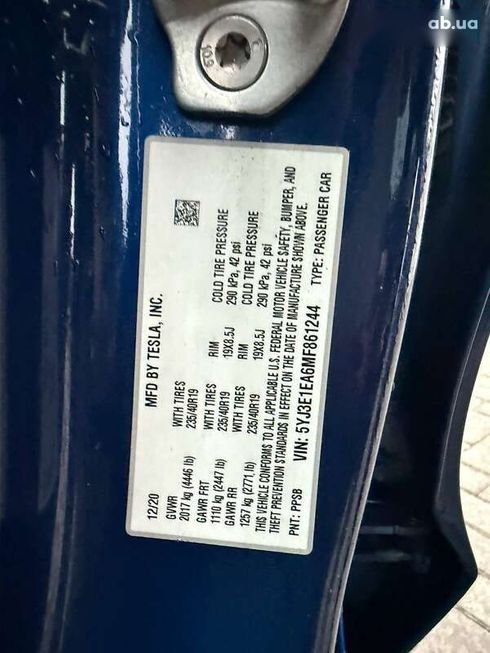 ab.ua
10.9
MFD BY TESLA, INC.
12/20
GVWR
2017 kg (4446 lb)
GAWR FRT WITH TIRES RIM COLD TIRE PRESSURE
1110 kg (2447 lb) 235/40R19 19X8.5J 290 kPa, 42 psi
GAWR RR WITH TIRES RIM COLD TIRE PRESSURE
1257 kg (2771 lb) 235/40R19 19X8.5J 290 kPa, 42 psi
THIS VEHICLE CONFORMS TO ALL APPLICABLE U.S. FEDERAL MOTOR VEHICLE SAFETY, BUMPER, AND
THEFT PREVENTION STANDARDS IN EFFECT ON THE DATE OF MANUFACTURE SHOWN ABOVE.
VIN: 5YJ3E1EA6MF861244
PNT: PPSB TYPE: PASSENGER CAR